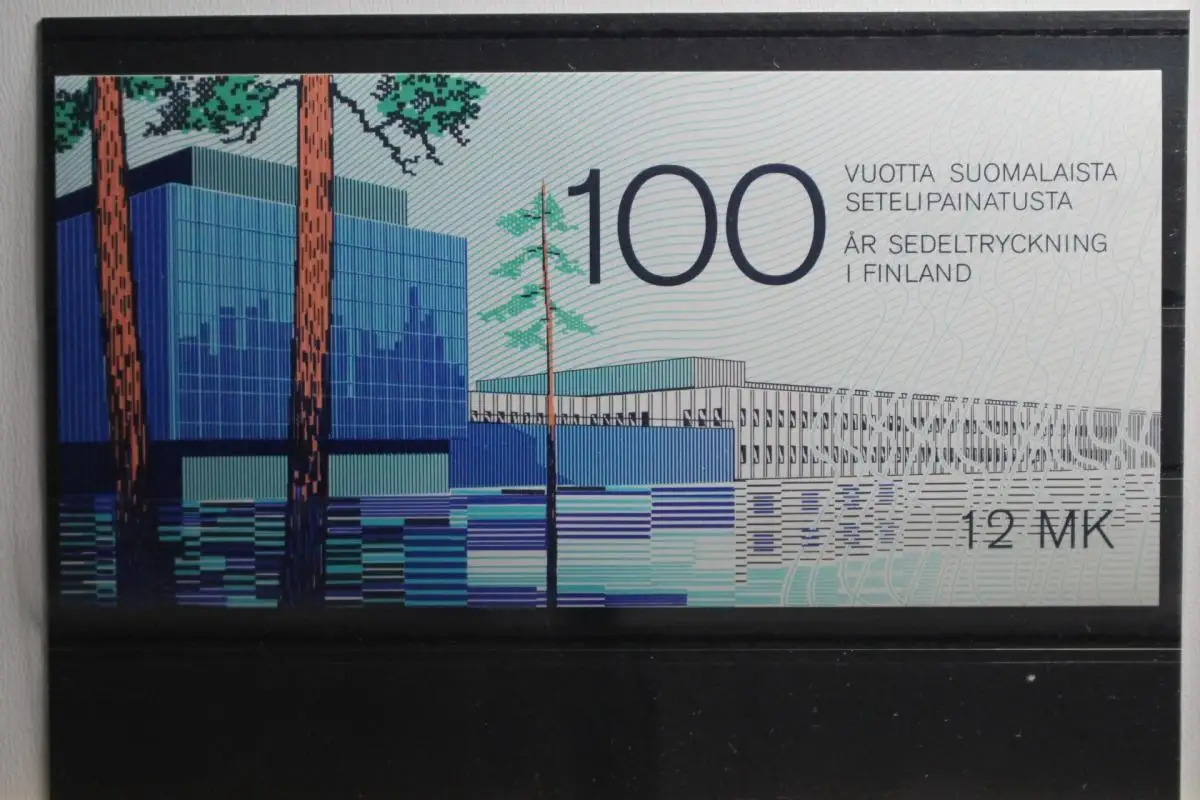 100
VUOTTA SUOMALAISTA
SETELIPAINATUSTA
ÅR SEDELTRYCKNING
I FINLAND
12 MK